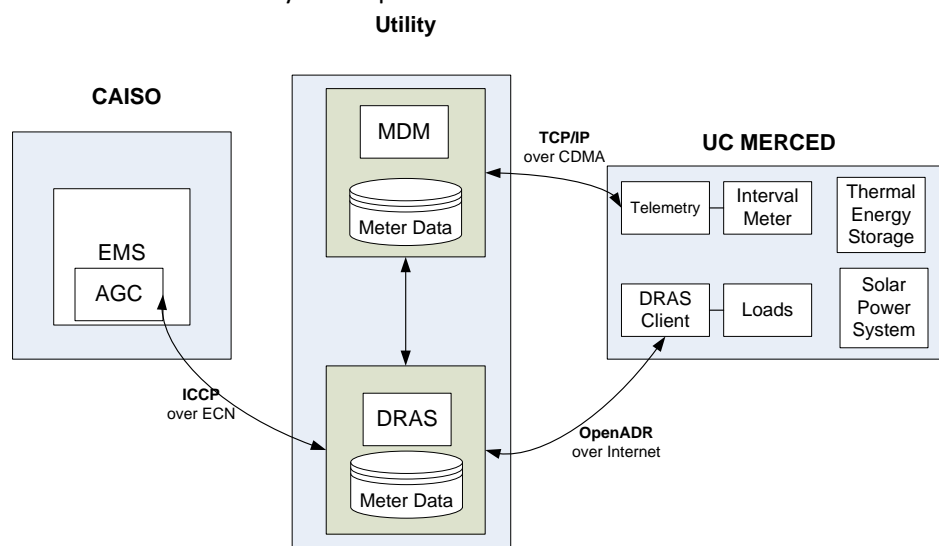 Utility
CAISO
EMS
AGC
MDM
Meter Data
TCP/IP
over CDMA
UC MERCED
Telemetry
Interval
Meter
Thermal
Energy
Storage
DRAS
Client
Loads
Solar
Power
System
ICCP
over ECN
DRAS
Meter Data
OpenADR
over Internet